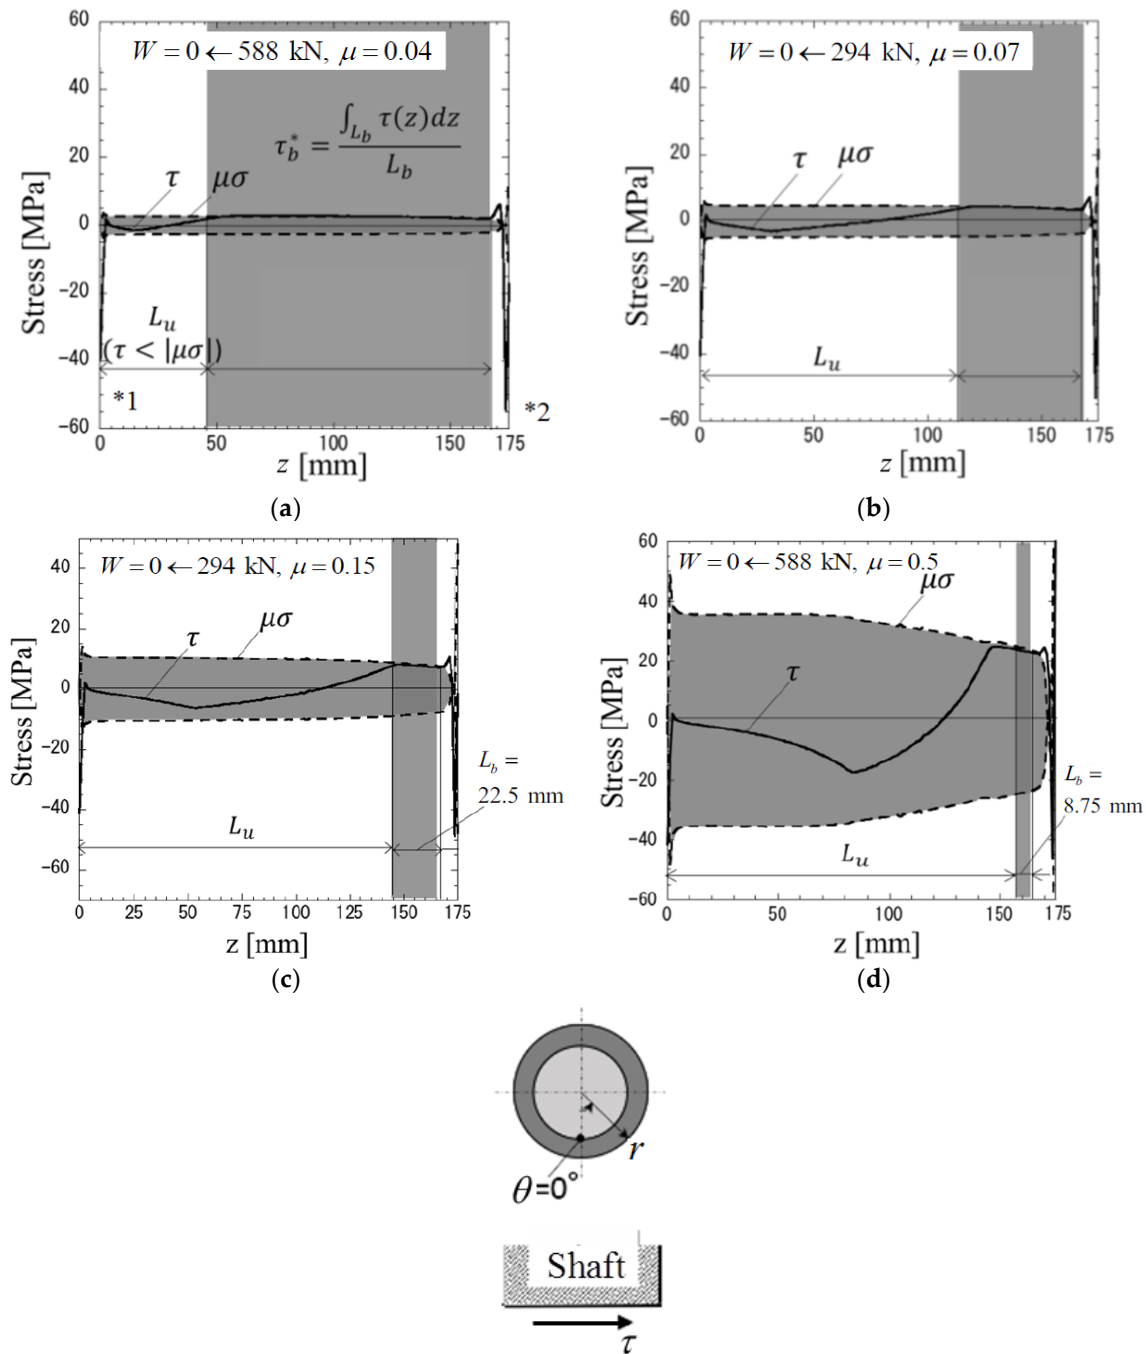 W = 0 ← 588 kN, μ = 0.04
τ_b^* = ∫_{L_b} τ(z)dz / L_b
τ
μσ
Stress [MPa]
60
40
20
0
−20
−40
−60
L_u
(τ < |μσ|)
*1
*2
0
50
100
150
175
z [mm]
(a)
W = 0 ← 294 kN, μ = 0.07
τ
μσ
Stress [MPa]
60
40
20
0
−20
−40
−60
L_u
0
50
100
150
175
z [mm]
(b)
W = 0 ← 294 kN, μ = 0.15
τ
μσ
Stress [MPa]
40
20
0
−20
−40
−60
L_b =
22.5 mm
L_u
0
25
50
75
100
125
150
175
z [mm]
(c)
W = 0 ← 588 kN, μ = 0.5
μσ
τ
Stress [MPa]
60
40
20
0
−20
−40
−60
L_b =
8.75 mm
L_u
0
50
100
150
175
z [mm]
(d)
r
θ=0°
Shaft
τ